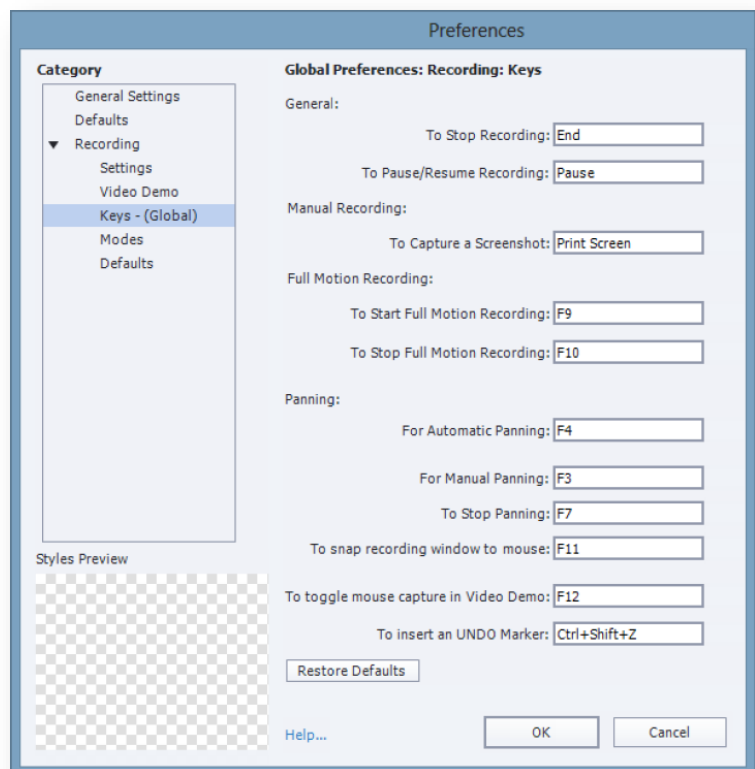 Preferences
Category
General Settings
Defaults
Recording
Settings
Video Demo
Keys - (Global)
Modes
Defaults
Styles Preview
Global Preferences: Recording: Keys
General:
To Stop Recording: End
To Pause/Resume Recording: Pause
Manual Recording:
To Capture a Screenshot: Print Screen
Full Motion Recording:
To Start Full Motion Recording: F9
To Stop Full Motion Recording: F10
Panning:
For Automatic Panning: F4
For Manual Panning: F3
To Stop Panning: F7
To snap recording window to mouse: F11
To toggle mouse capture in Video Demo: F12
To insert an UNDO Marker: Ctrl+Shift+Z
Restore Defaults
Help... OK Cancel